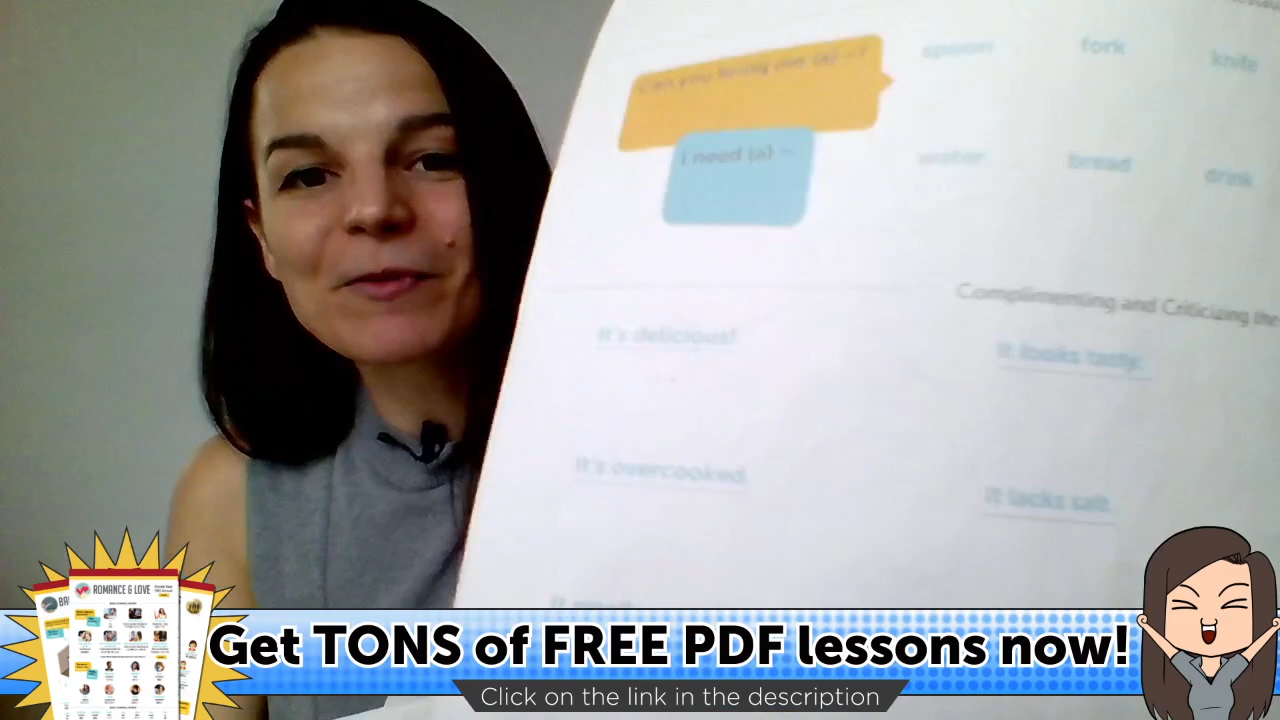 Can you bring me (a) ~?
I need (a) ~
spoon
fork
knife
water
bread
drink
Complimenting and Criticizing the
It's delicious!
It looks tasty.
It's overcooked.
It lacks salt.
ROMANCE & LOVE
Get TONS of FREE PDF lessons now!
Click on the link in the description